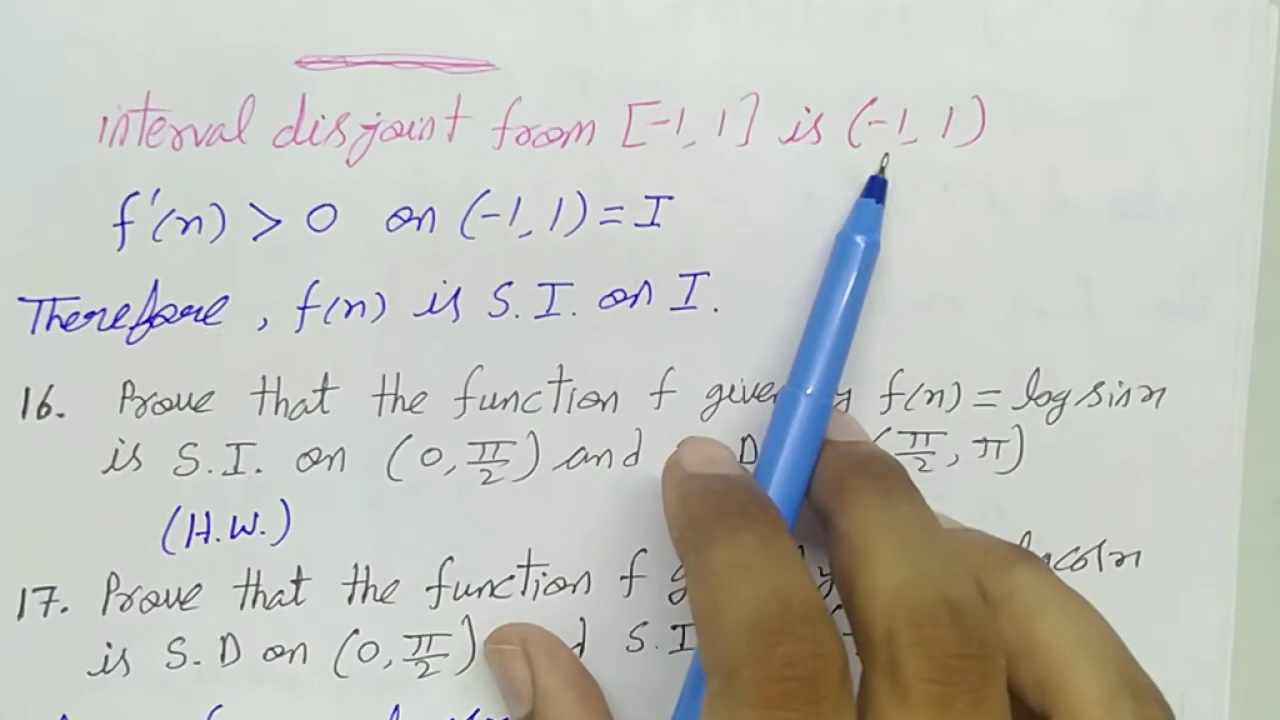 interval disjoint from [-1, 1] is (-1, 1)
f'(x) > 0 on (-1, 1) = I
Therefore, f(x) is S.I. on I.
16. Prove that the function f given f(x) = log sin x
is S.I. on (0, π/2) and D (π/2, π)
(H.W.)
17. Prove that the function f g
is S.D on (0, π/2) S.I